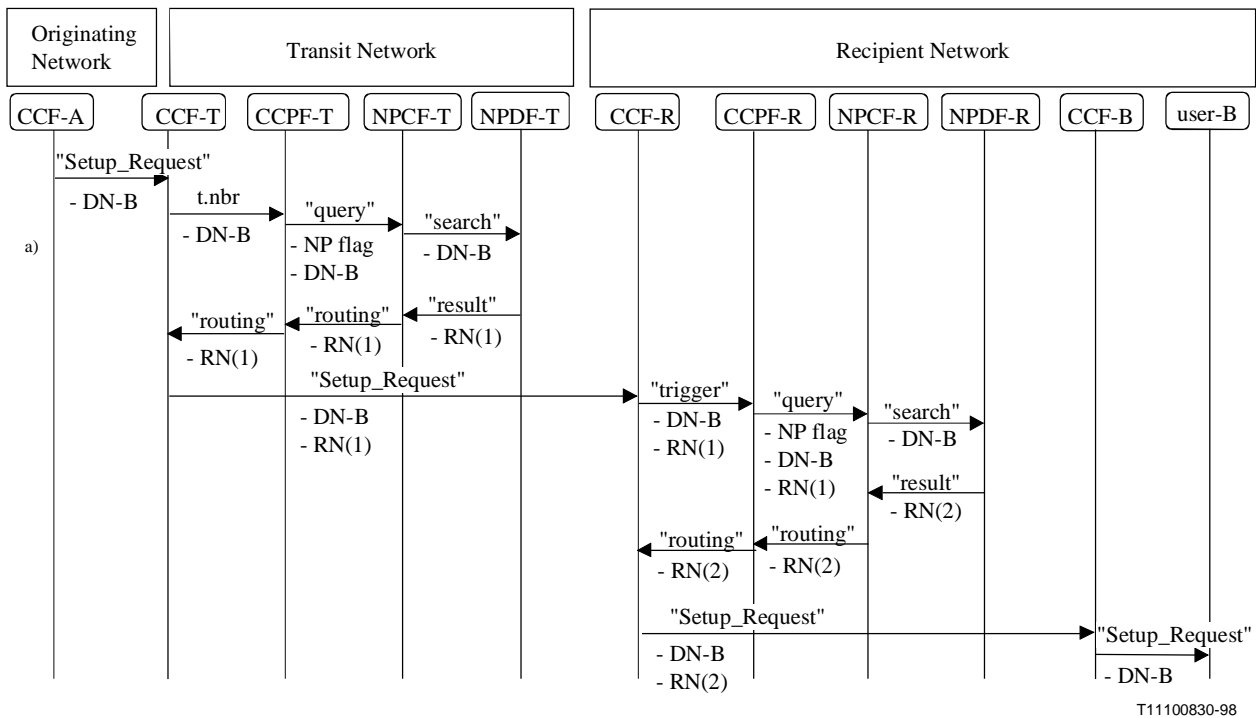 Originating
Network
Transit Network
Recipient Network
CCF-A
CCF-T
CCPF-T
NPCF-T
NPDF-T
CCF-R
CCPF-R
NPCF-R
NPDF-R
CCF-B
user-B
"Setup_Request"
- DN-B
t.nbr
- DN-B
"query"
- NP flag
- DN-B
"search"
- DN-B
a)
"result"
- RN(1)
"routing"
- RN(1)
"routing"
- RN(1)
"Setup_Request"
- DN-B
- RN(1)
"trigger"
- DN-B
- RN(1)
"query"
- NP flag
- DN-B
- RN(1)
"search"
- DN-B
"result"
- RN(2)
"routing"
- RN(2)
"routing"
- RN(2)
"Setup_Request"
- DN-B
- RN(2)
"Setup_Request"
- DN-B
T11100830-98